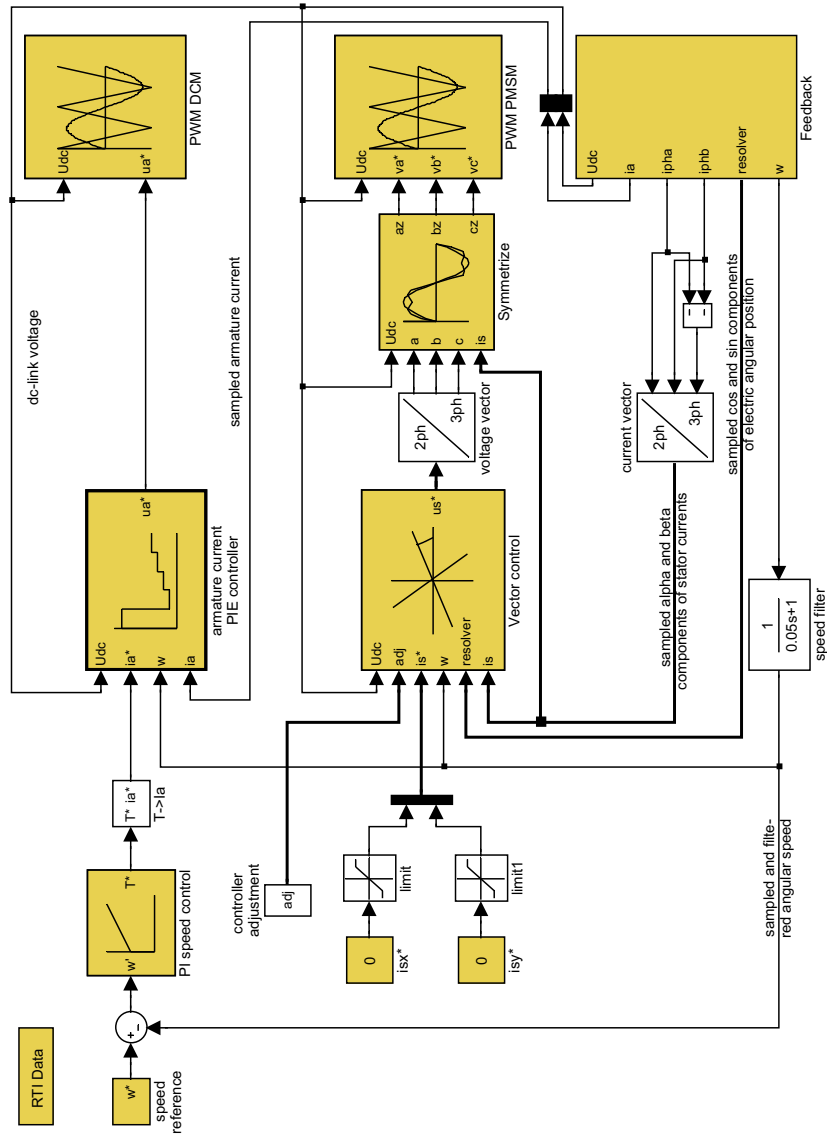 RTI Data
w*
speed
reference
+
–
w'
T*
PI speed control
T* ia*
T->Ia
Udc
ia*
w
ia
ua*
armature current
PIE controller
dc-link voltage
Udc
ua*
PWM DCM
sampled armature current
controller
adjustment
adj
0
isx*
limit
0
isy*
limit1
Udc
adj
is*
w
resolver
is
us*
Vector control
2ph
3ph
voltage vector
Udc
a
b
c
is
az
bz
cz
Symmetrize
Udc
va*
vb*
vc*
PWM PMSM
current vector
2ph
3ph
–
–
sampled alpha and beta
components of stator currents
sampled cos and sin components
of electric angular position
Udc
ia
ipha
iphb
resolver
w
Feedback
1
0.05s+1
speed filter
sampled and filte-
red angular speed